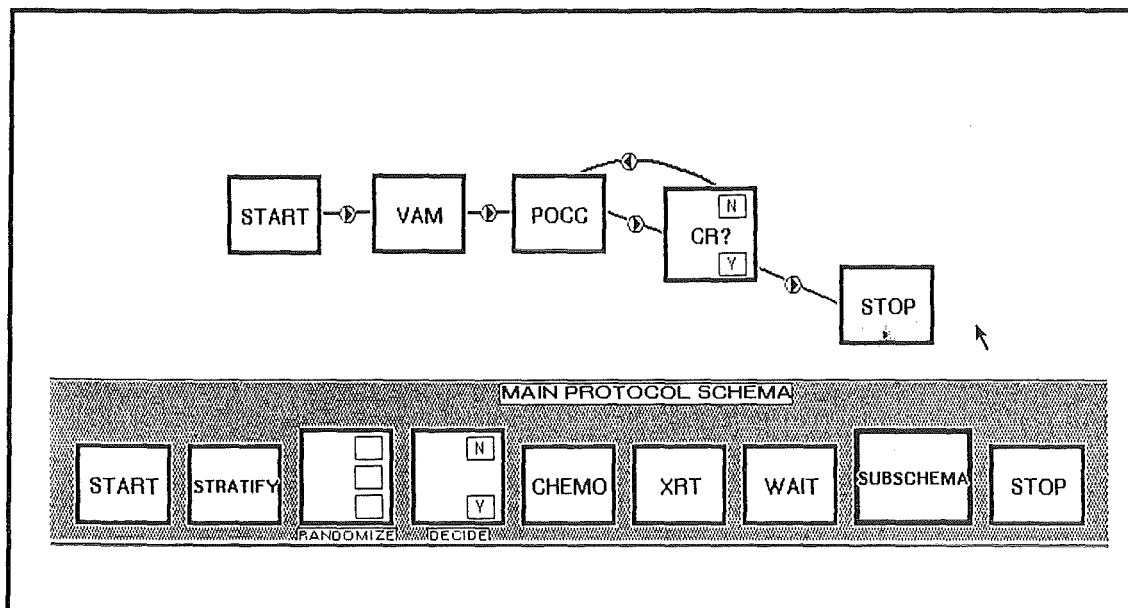 START
VAM
POCC
N
CR?
Y
STOP
MAIN PROTOCOL SCHEMA
START
STRATIFY
RANDOMIZE
N
Y
DECIDE
CHEMO
XRT
WAIT
SUBSCHEMA
STOP